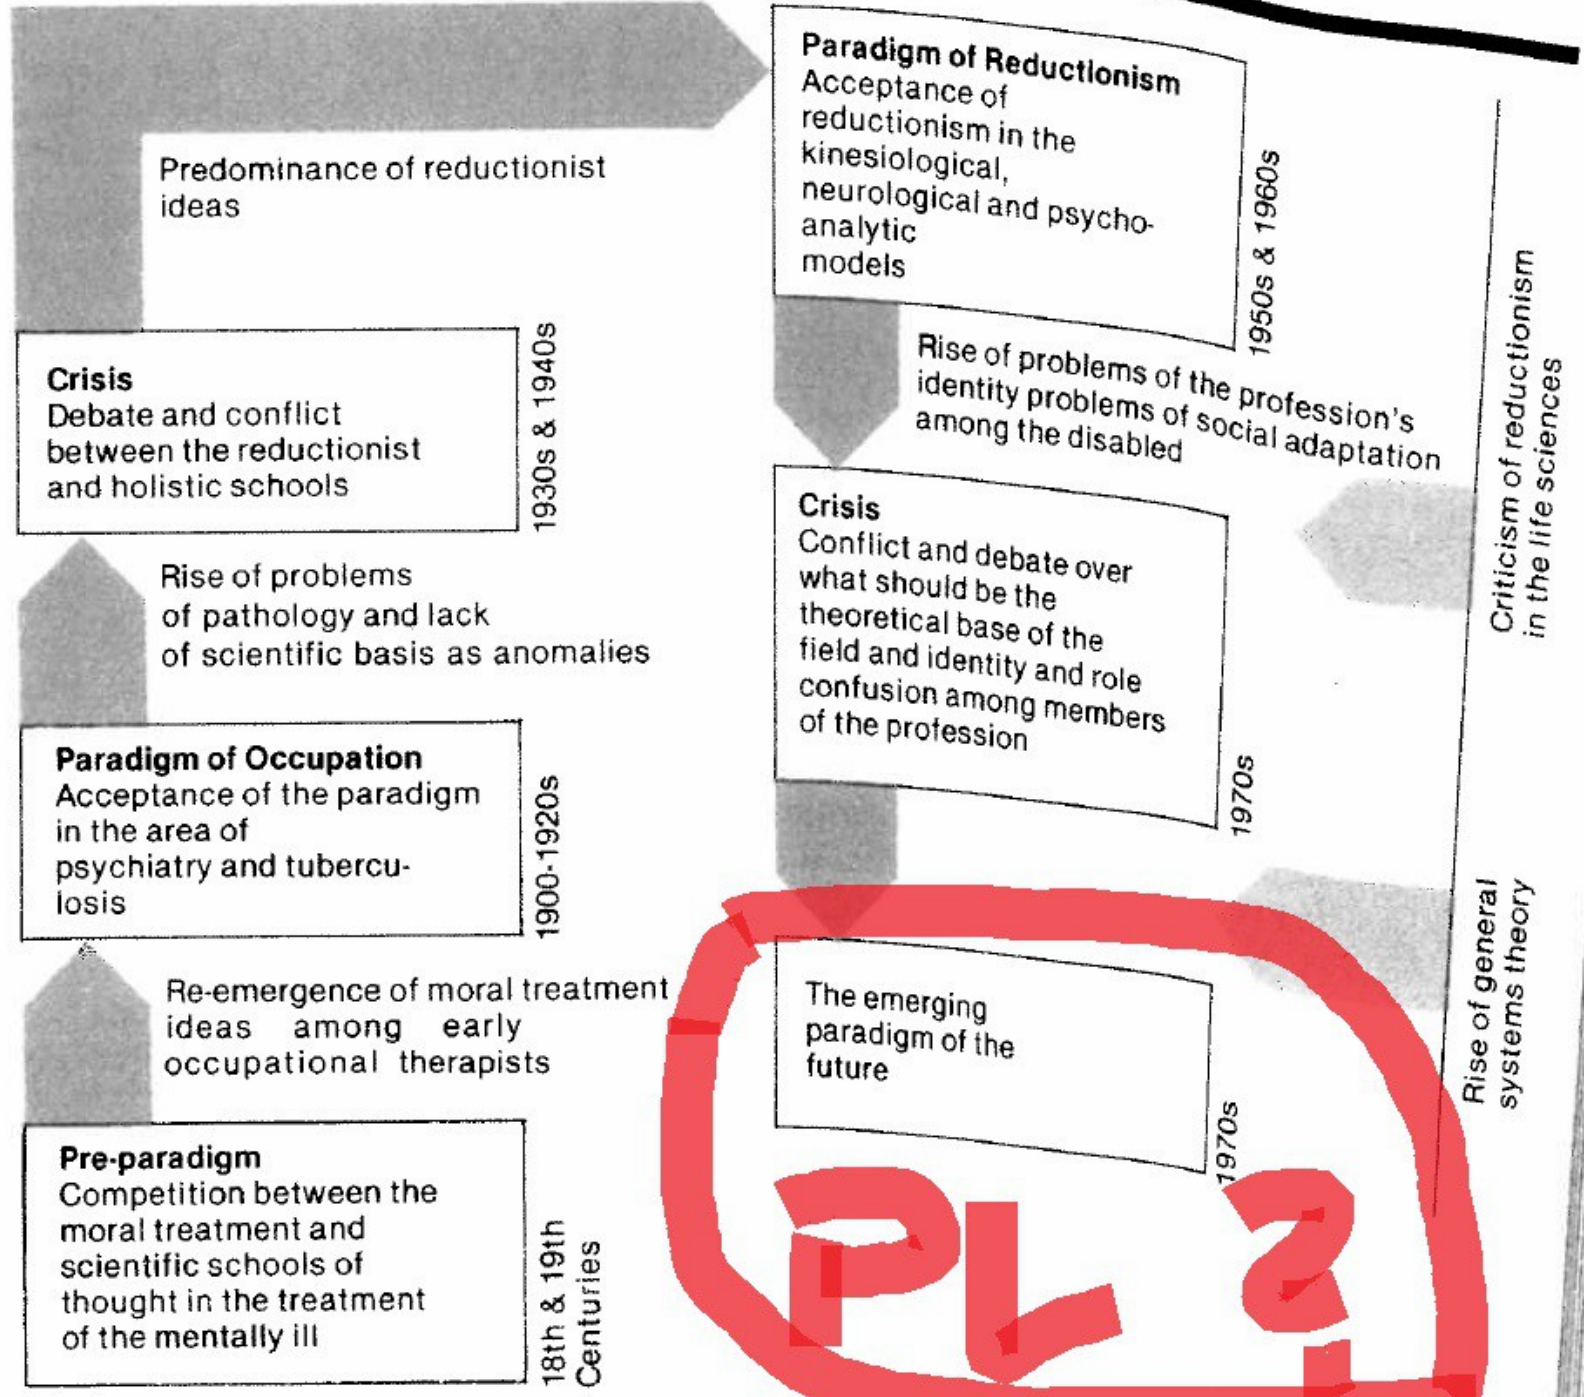 Predominance of reductionist
ideas
Crisis
Debate and conflict
between the reductionist
and holistic schools
1930s & 1940s
Rise of problems
of pathology and lack
of scientific basis as anomalies
Paradigm of Occupation
Acceptance of the paradigm
in the area of
psychiatry and tubercu-
losis
1900-1920s
Re-emergence of moral treatment
ideas among early
occupational therapists
Pre-paradigm
Competition between the
moral treatment and
scientific schools of
thought in the treatment
of the mentally ill
18th & 19th
Centuries
Paradigm of Reductionism
Acceptance of
reductionism in the
kinesiological,
neurological and psycho-
analytic
models
1950s & 1960s
Rise of problems of the profession's
identity problems of social adaptation
among the disabled
Crisis
Conflict and debate over
what should be the
theoretical base of the
field and identity and role
confusion among members
of the profession
1970s
The emerging
paradigm of the
future
1970s
PL ?
Criticism of reductionism
in the life sciences
Rise of general
systems theory